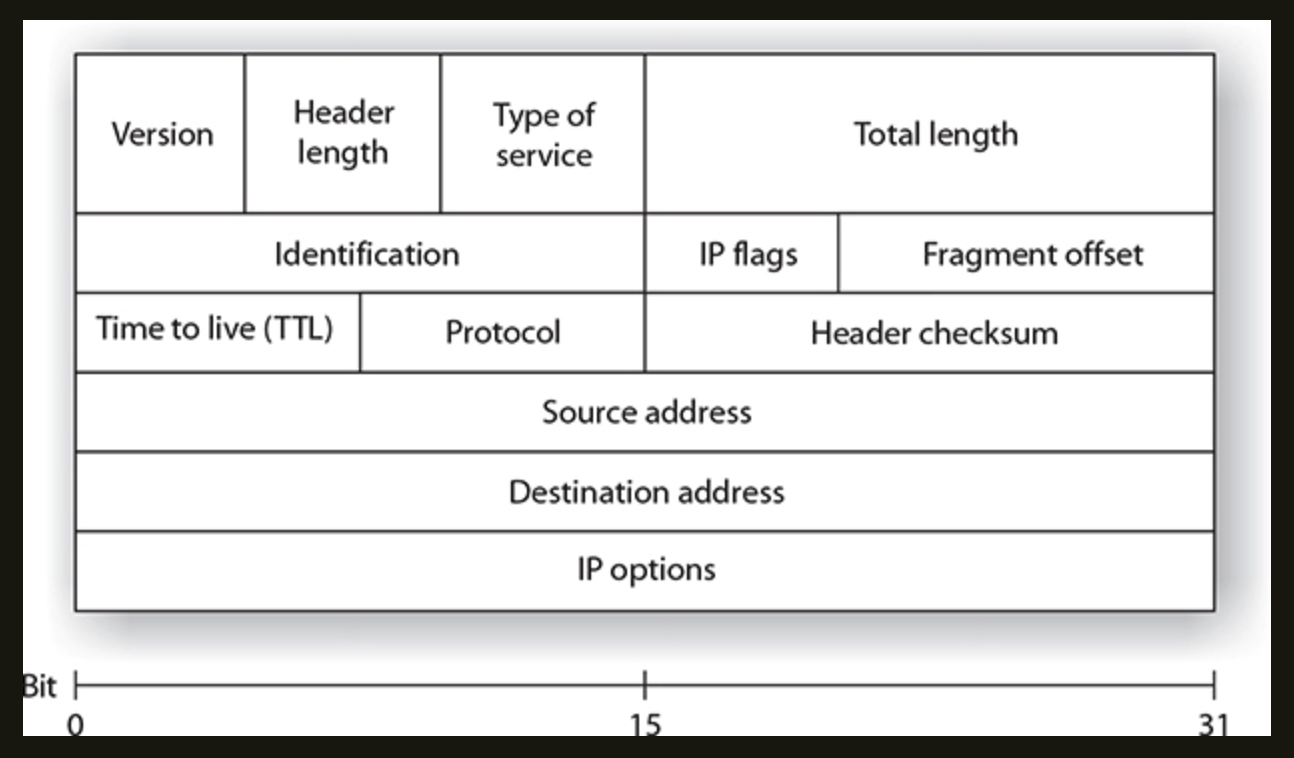 Version
Header
length
Type of
service
Total length
Identification
IP flags
Fragment offset
Time to live (TTL)
Protocol
Header checksum
Source address
Destination address
IP options
Bit
0
15
31